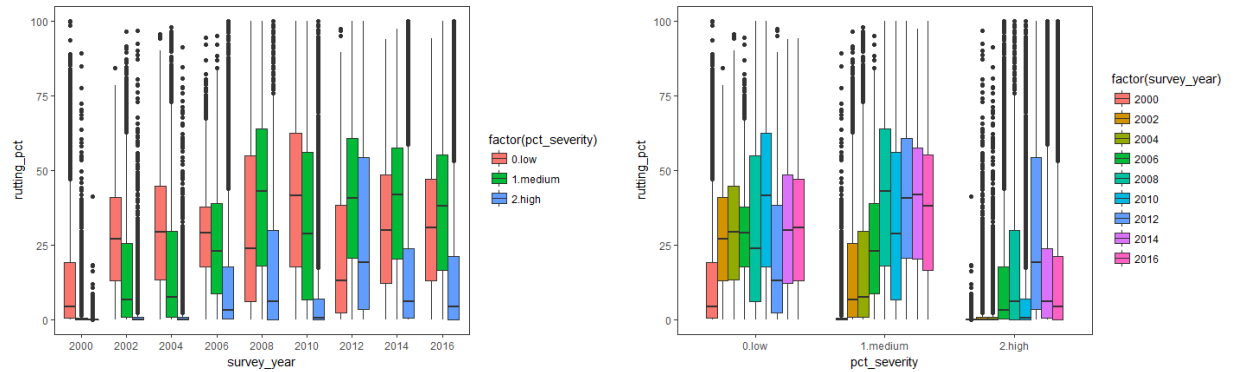 100
75
50
25
0
rutting_pct
2000 2002 2004 2006 2008 2010 2012 2014 2016
survey_year
factor(pct_severity)
0.low
1.medium
2.high
100
75
50
25
0
rutting_pct
0.low 1.medium 2.high
pct_severity
factor(survey_year)
2000
2002
2004
2006
2008
2010
2012
2014
2016